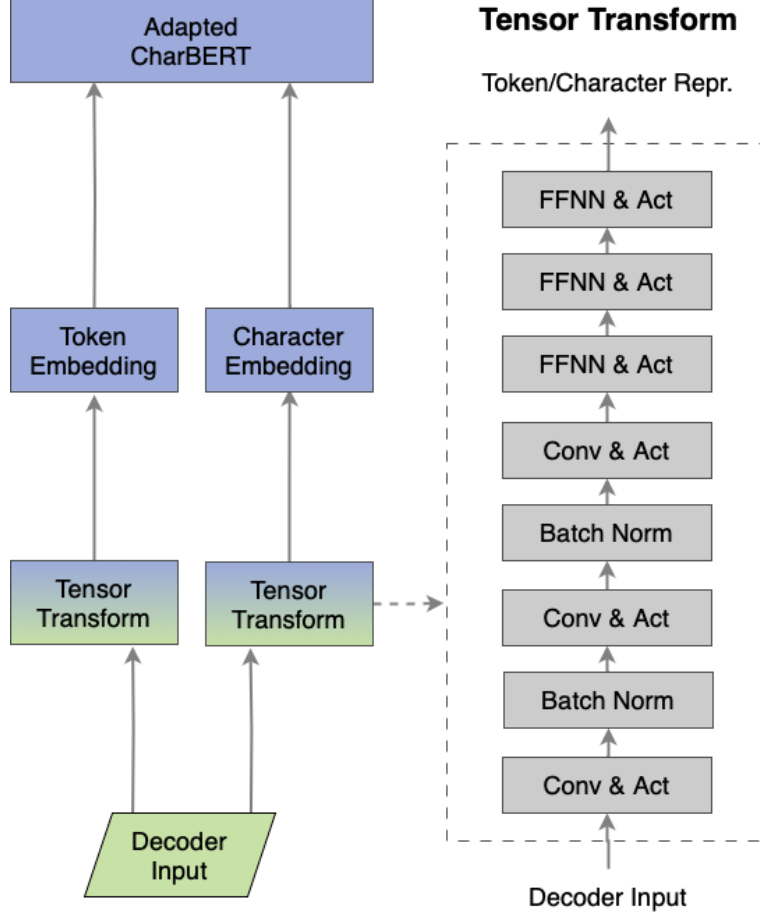 Adapted
CharBERT
Token
Embedding
Character
Embedding
Tensor
Transform
Tensor
Transform
Decoder
Input
Tensor Transform
Token/Character Repr.
FFNN & Act
FFNN & Act
FFNN & Act
Conv & Act
Batch Norm
Conv & Act
Batch Norm
Conv & Act
Decoder Input